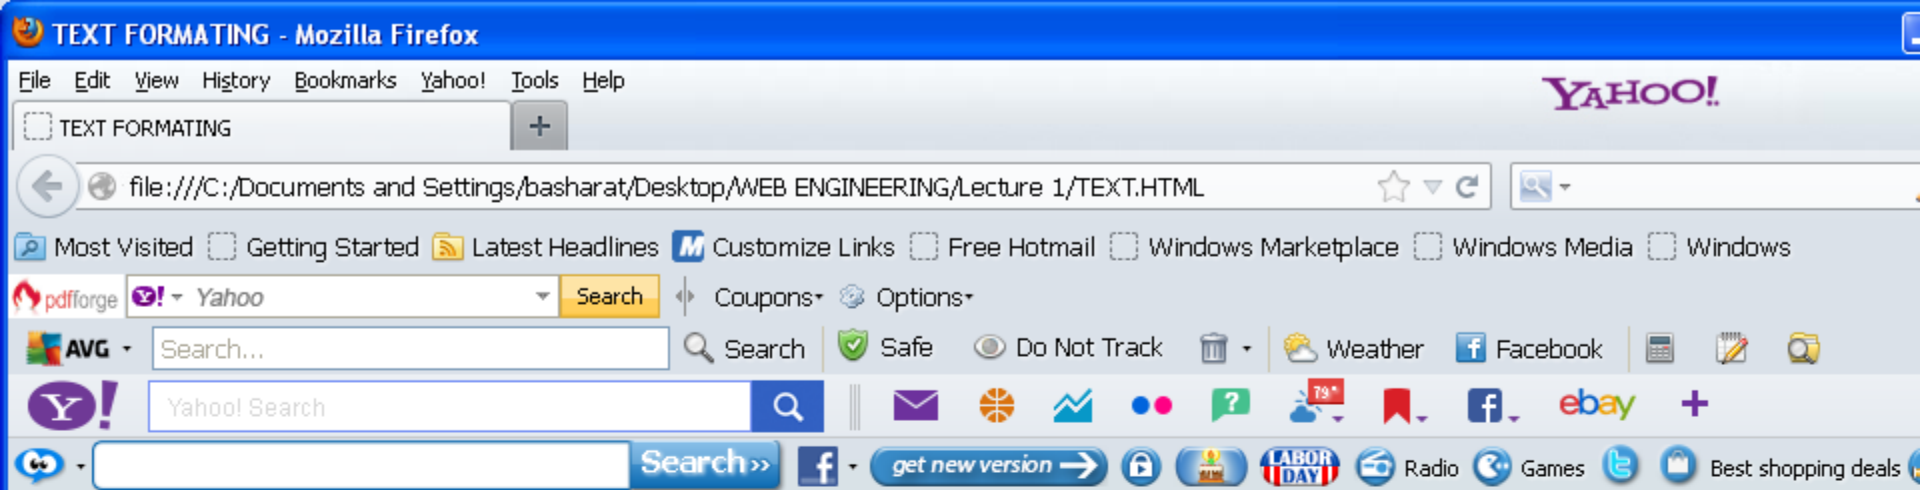 TEXT FORMATING - Mozilla Firefox
File Edit View History Bookmarks Yahoo! Tools Help
YAHOO!
TEXT FORMATING +
file:///C:/Documents and Settings/basharat/Desktop/WEB ENGINEERING/Lecture 1/TEXT.HTML
Most Visited Getting Started Latest Headlines M Customize Links Free Hotmail Windows Marketplace Windows Media Windows
pdfforge Y! Yahoo Search Coupons Options
AVG Search... Search Safe Do Not Track Weather f Facebook
Y! Yahoo! Search ? 79° f ebay +
Search >> f get new version LABOR DAY Radio Games t Best shopping deals